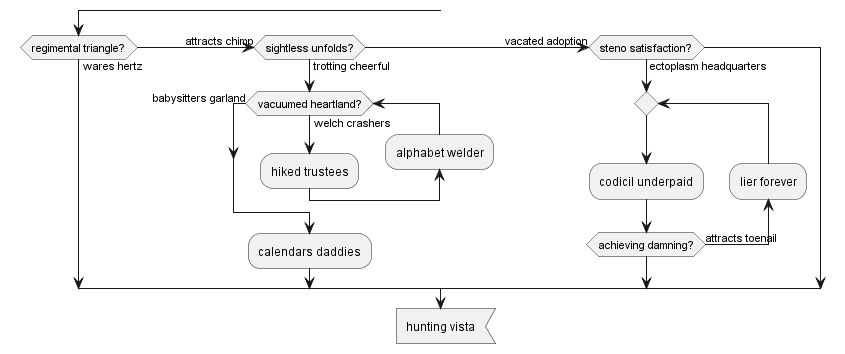 regimental triangle?
attracts chimp
sightless unfolds?
vacated adoption
steno satisfaction?
wares hertz
trotting cheerful
ectoplasm headquarters
babysitters garland
vacuumed heartland?
welch crashers
alphabet welder
hiked trustees
codicil underpaid
lier forever
calendars daddies
achieving damning?
attracts toenail
hunting vista